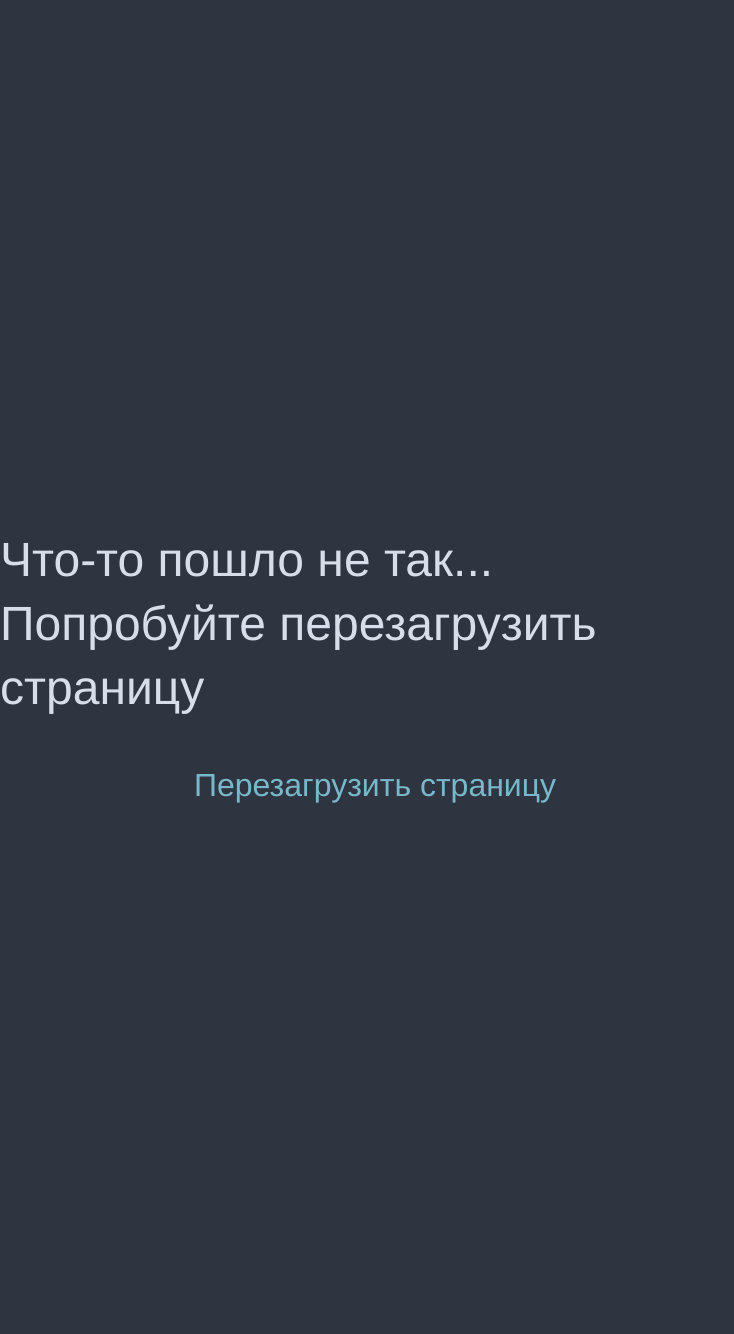 Что-то пошло не так...
Попробуйте перезагрузить
страницу
Перезагрузить страницу